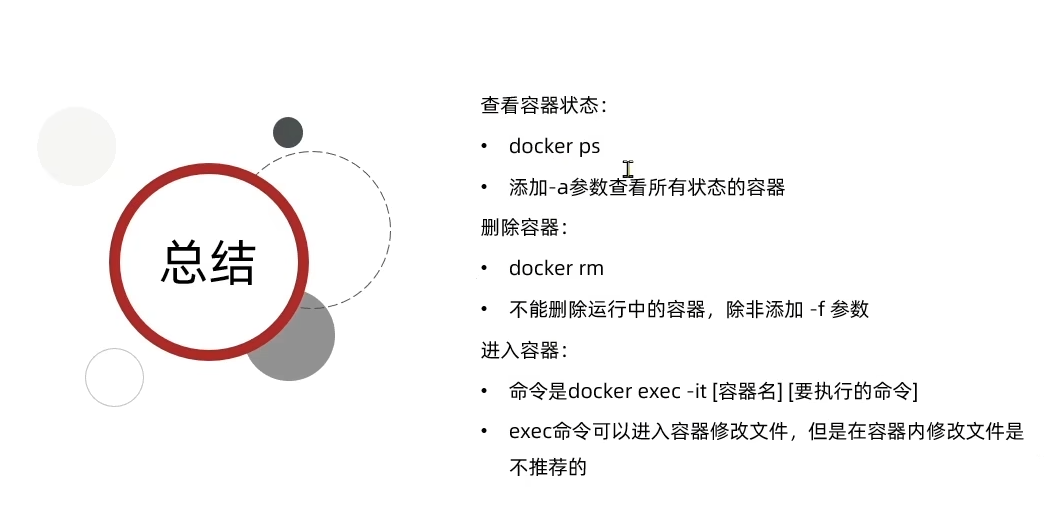 总结
查看容器状态：
• docker ps
• 添加-a参数查看所有状态的容器
删除容器：
• docker rm
• 不能删除运行中的容器，除非添加 -f 参数
进入容器：
• 命令是docker exec -it [容器名] [要执行的命令]
• exec命令可以进入容器修改文件，但是在容器内修改文件是
不推荐的